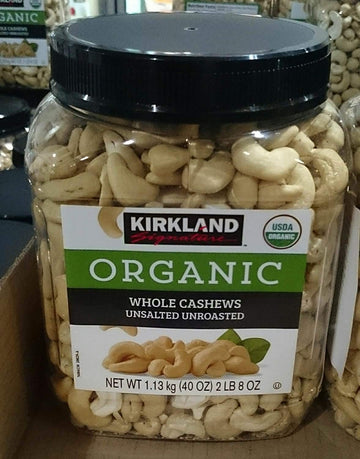 KIRKLAND
Signature
USDA
ORGANIC
ORGANIC
WHOLE CASHEWS
UNSALTED UNROASTED
NET WT 1.13 kg (40 OZ) 2 LB 8 OZ
U